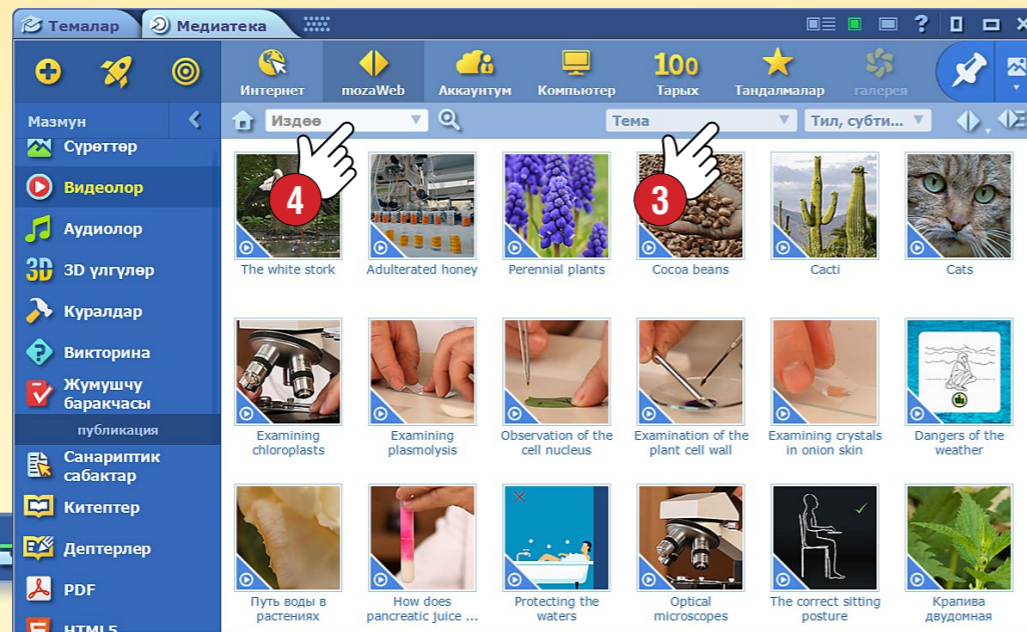 Темалар
Медиатека
?
Интернет
mozaWeb
Аккаунтум
Компьютер
100
Тарых
Тандалмалар
галерея
Мазмун
Издөө
Тема
Тил, субти...
4
3
Сүрөттөр
Видеолор
Аудиолор
3D
3D үлгүлөр
Куралдар
?
Викторина
Жумушчу
баракчасы
публикация
Санариптик
сабактар
Китептер
Дептерлер
PDF
HTML5
The white stork
Adulterated honey
Perennial plants
Cocoa beans
Cacti
Cats
Examining
chloroplasts
Examining
plasmolysis
Observation of the
cell nucleus
Examination of the
plant cell wall
Examining crystals
in onion skin
Dangers of the
weather
Путь воды в
растениях
How does
pancreatic juice ...
Protecting the
waters
Optical
microscopes
The correct sitting
posture
Крапива
двудомная